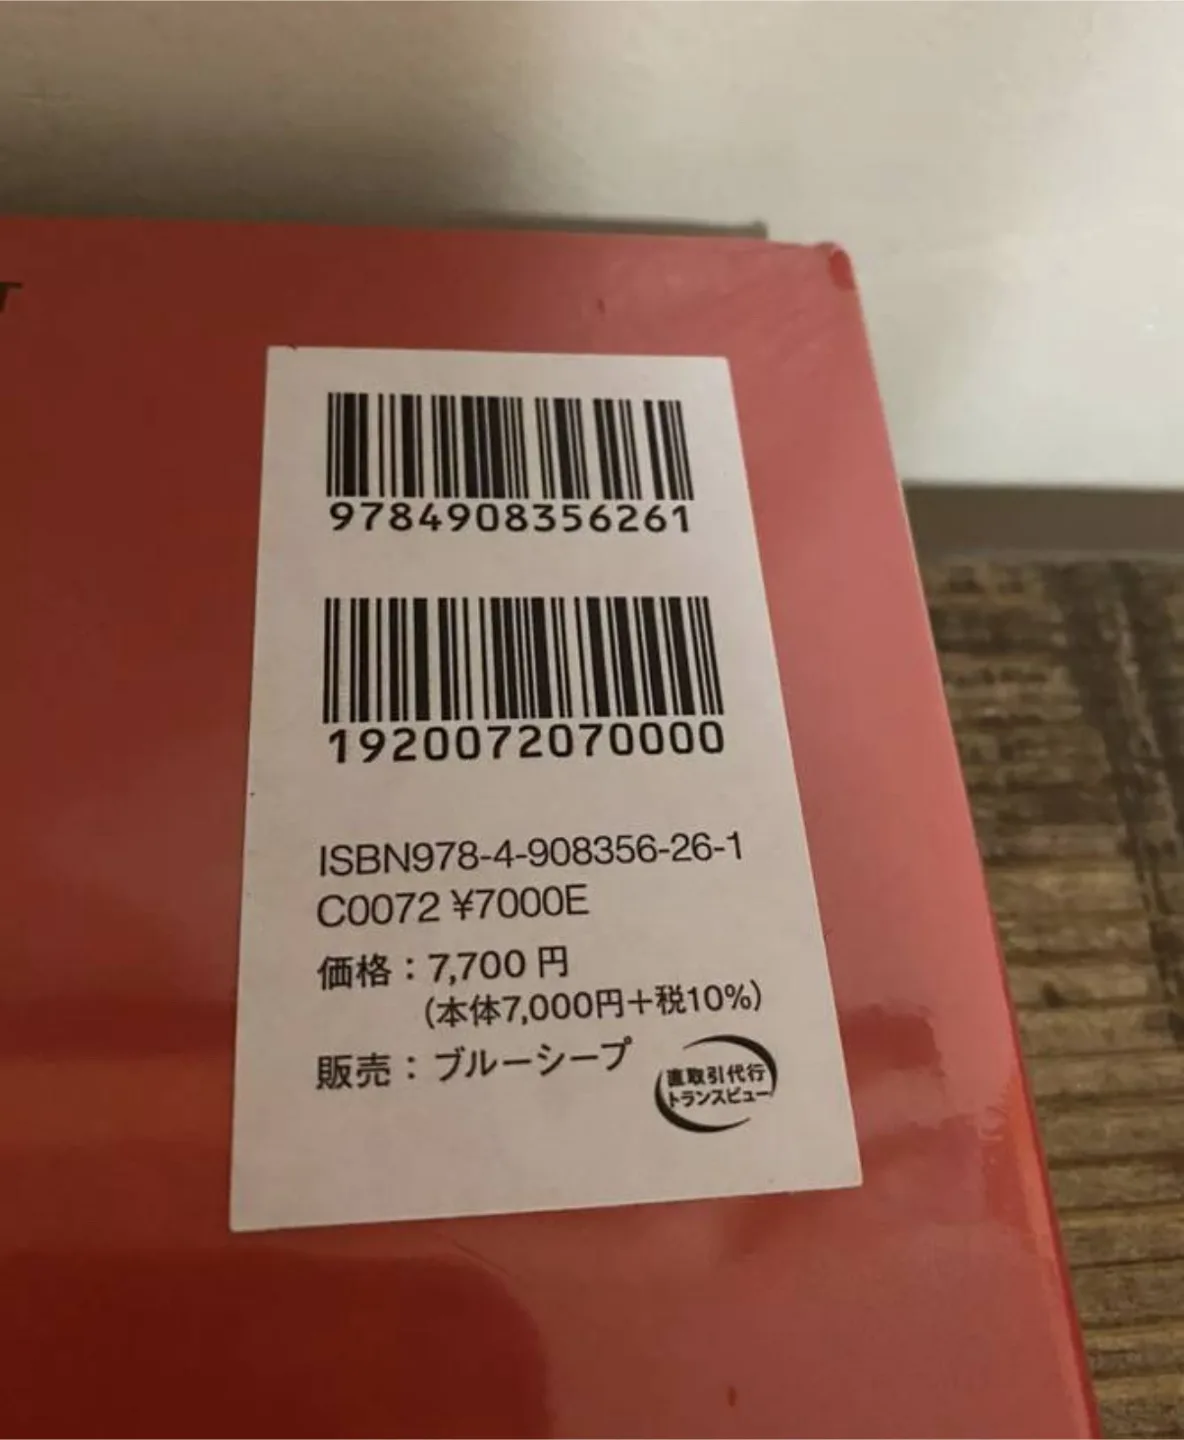 T
9784908356261
1920072070000
ISBN978-4-908356-26-1
C0072 ¥7000E
価格：7,700 円
（本体7,000円＋税10%）
販売：ブルーシープ
直取引代行
トランスビュー